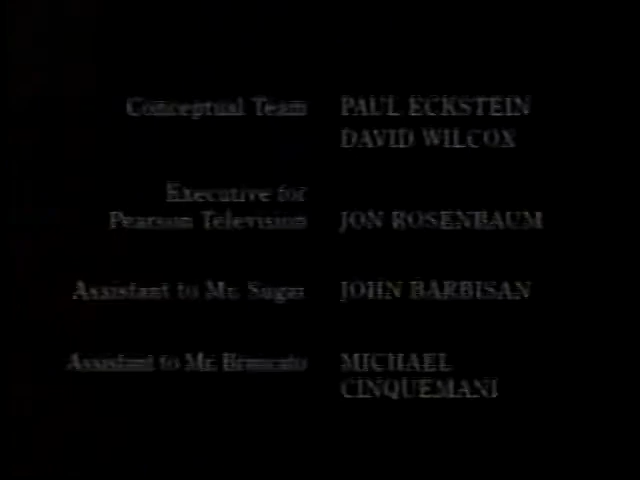 Conceptual Team PAUL ECKSTEIN
DAVID WILCOX
Executive for
Pearson Television JON ROSENBAUM
Assistant to Mr. Sugar JOHN BARBISAN
Assistant to Mr. Brancato MICHAEL
CINQUEMANI